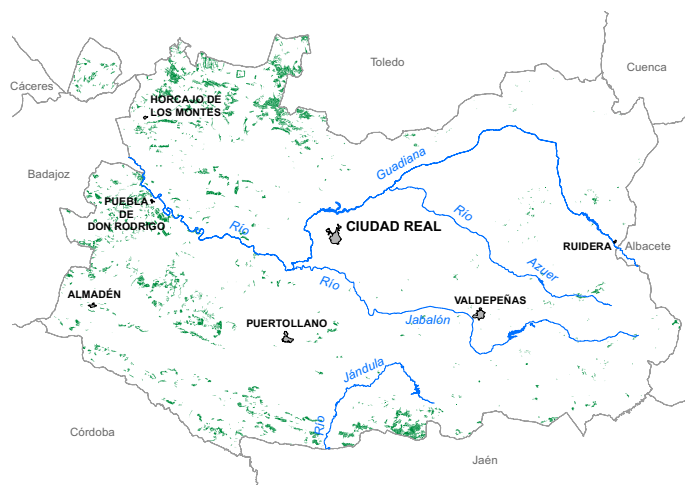 Toledo
Cuenca
Cáceres
HORCAJO DE
LOS MONTES
Guadiana
Badajoz
PUEBLA
DE
DON RODRIGO
Río
Río
CIUDAD REAL
RUIDERA
Albacete
Azuer
Río
ALMADÉN
VALDEPEÑAS
PUERTOLLANO
Jabalón
Jándula
Río
Córdoba
Jaén